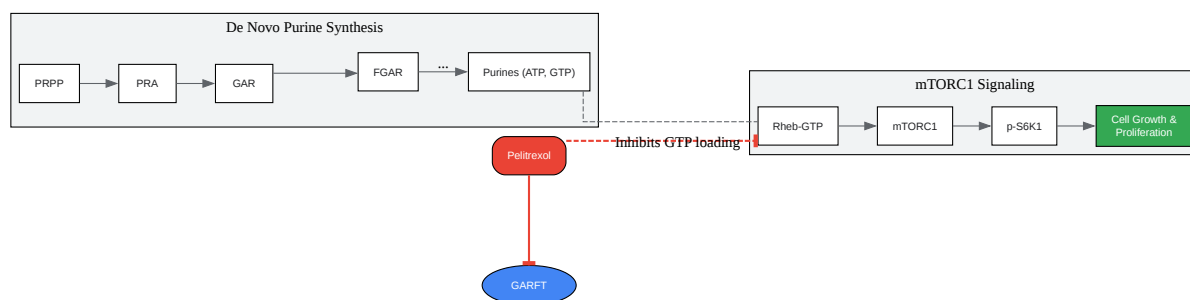 De Novo Purine Synthesis
PRPP
PRA
GAR
FGAR
...
Purines (ATP, GTP)
mTORC1 Signaling
Rheb-GTP
mTORC1
p-S6K1
Cell Growth &
Proliferation
Pelitrexol
Inhibits GTP loading
GARFT